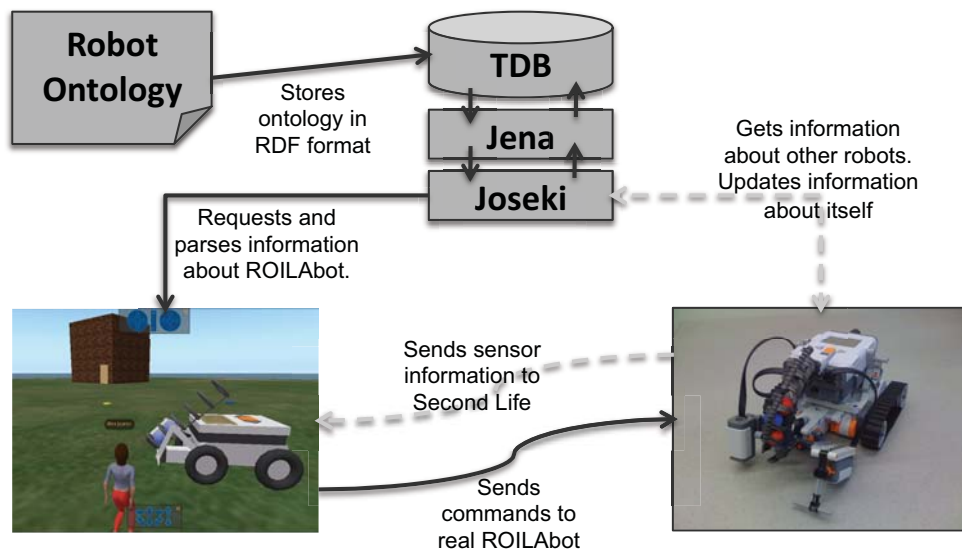 Robot
Ontology
TDB
Stores
ontology in
RDF format
Jena
Joseki
Gets information
about other robots.
Updates information
about itself
Requests and
parses information
about ROILAbot.
Sends sensor
information to
Second Life
Sends
commands to
real ROILAbot